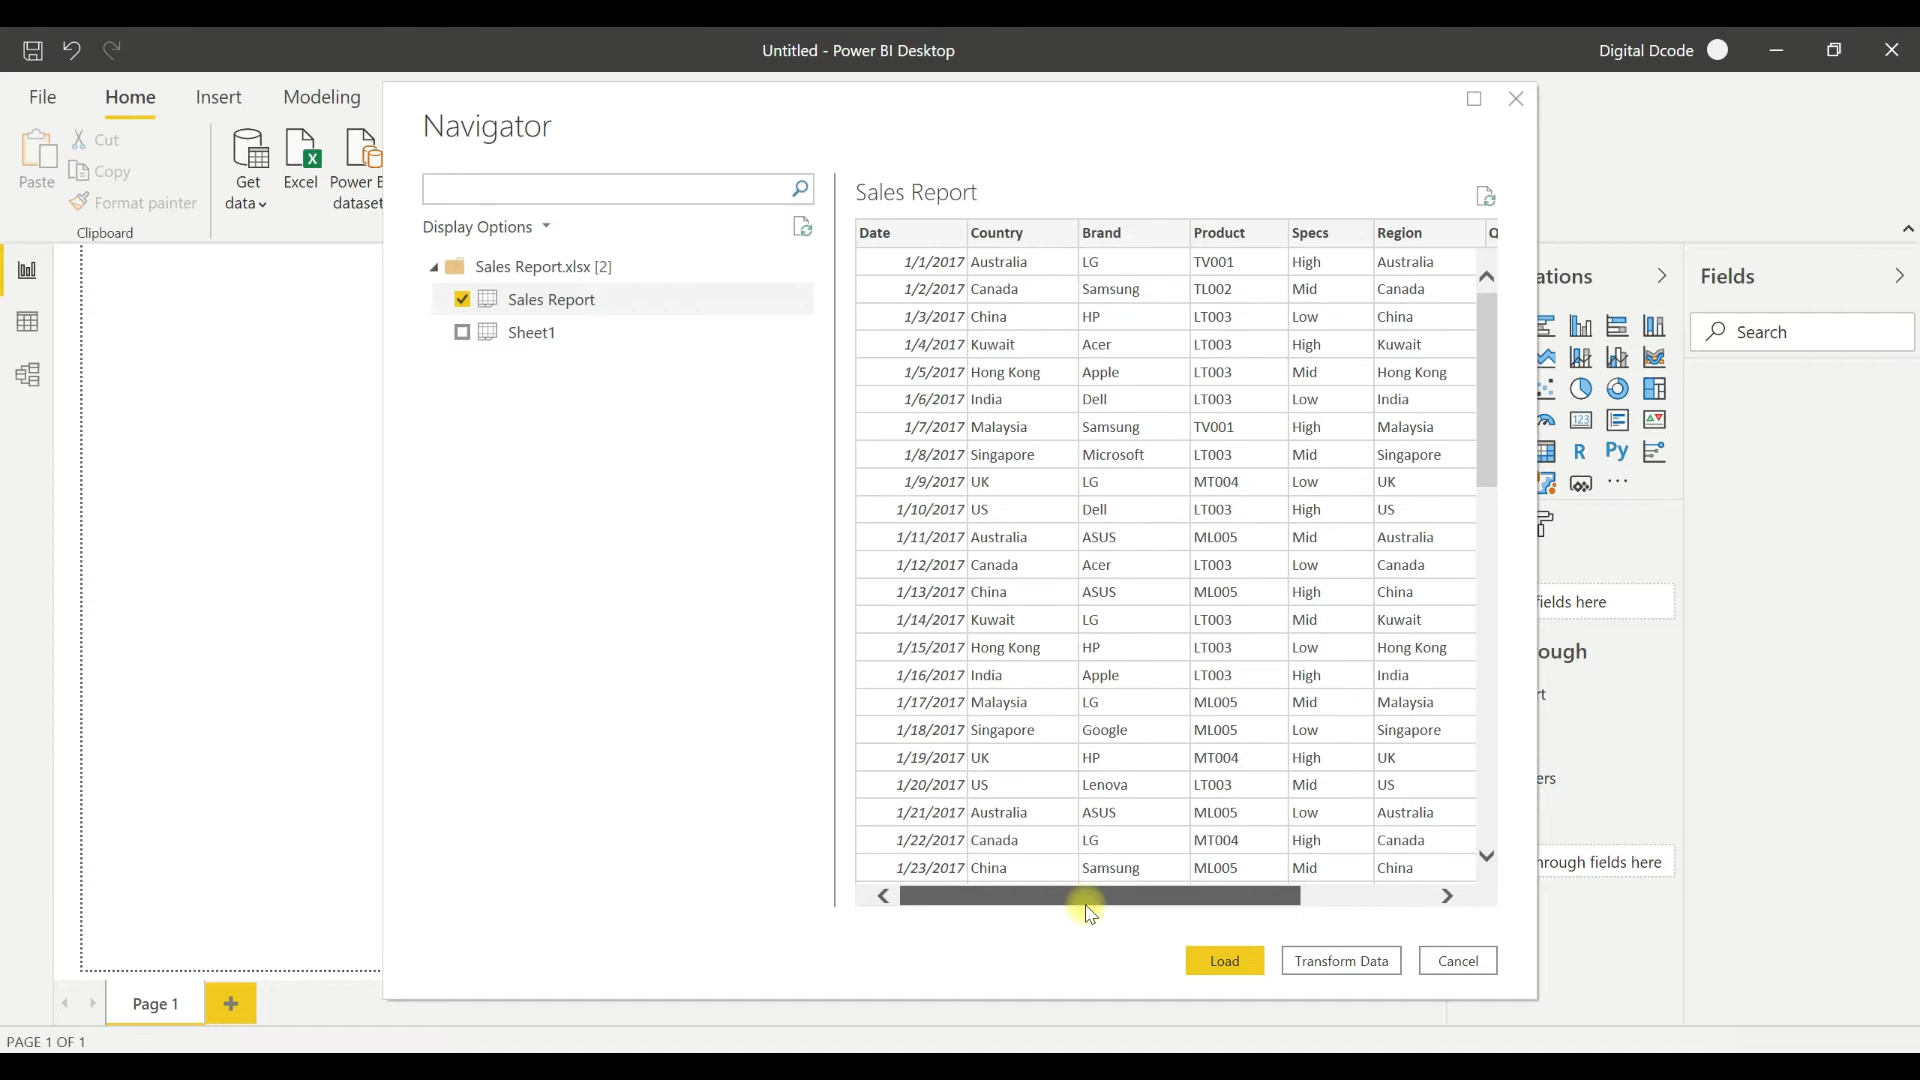 Untitled - Power BI Desktop
Digital Dcode
File Home Insert Modeling
Paste
Cut
Copy
Format painter
Clipboard
Get data
Excel
Power B
dataset
Navigator
Display Options
Sales Report.xlsx [2]
Sales Report
Sheet1
Sales Report
Date Country Brand Product Specs Region Q
1/1/2017 Australia LG TV001 High Australia
1/2/2017 Canada Samsung TL002 Mid Canada
1/3/2017 China HP LT003 Low China
1/4/2017 Kuwait Acer LT003 High Kuwait
1/5/2017 Hong Kong Apple LT003 Mid Hong Kong
1/6/2017 India Dell LT003 Low India
1/7/2017 Malaysia Samsung TV001 High Malaysia
1/8/2017 Singapore Microsoft LT003 Mid Singapore
1/9/2017 UK LG MT004 Low UK
1/10/2017 US Dell LT003 High US
1/11/2017 Australia ASUS ML005 Mid Australia
1/12/2017 Canada Acer LT003 Low Canada
1/13/2017 China ASUS ML005 High China
1/14/2017 Kuwait LG LT003 Mid Kuwait
1/15/2017 Hong Kong HP LT003 Low Hong Kong
1/16/2017 India Apple LT003 High India
1/17/2017 Malaysia LG ML005 Mid Malaysia
1/18/2017 Singapore Google ML005 Low Singapore
1/19/2017 UK HP MT004 High UK
1/20/2017 US Lenova LT003 Mid US
1/21/2017 Australia ASUS ML005 Low Australia
1/22/2017 Canada LG MT004 High Canada
1/23/2017 China Samsung ML005 Mid China
Load Transform Data Cancel
ations
123
R Py
fields here
ough
rt
ers
hrough fields here
Fields
Search
Page 1
PAGE 1 OF 1